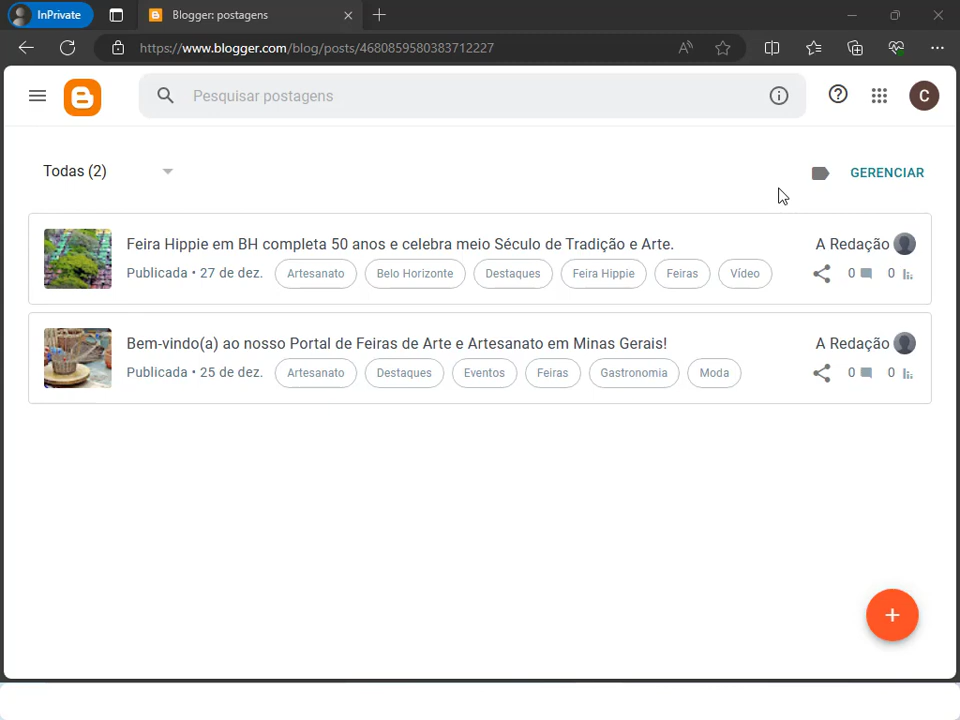 InPrivate
Blogger: postagens
https://www.blogger.com/blog/posts/4680859580383712227
Pesquisar postagens
C
Todas (2)
GERENCIAR
Feira Hippie em BH completa 50 anos e celebra meio Século de Tradição e Arte.
A Redação
Publicada • 27 de dez. Artesanato Belo Horizonte Destaques Feira Hippie Feiras Vídeo 0 0
Bem-vindo(a) ao nosso Portal de Feiras de Arte e Artesanato em Minas Gerais!
A Redação
Publicada • 25 de dez. Artesanato Destaques Eventos Feiras Gastronomia Moda 0 0